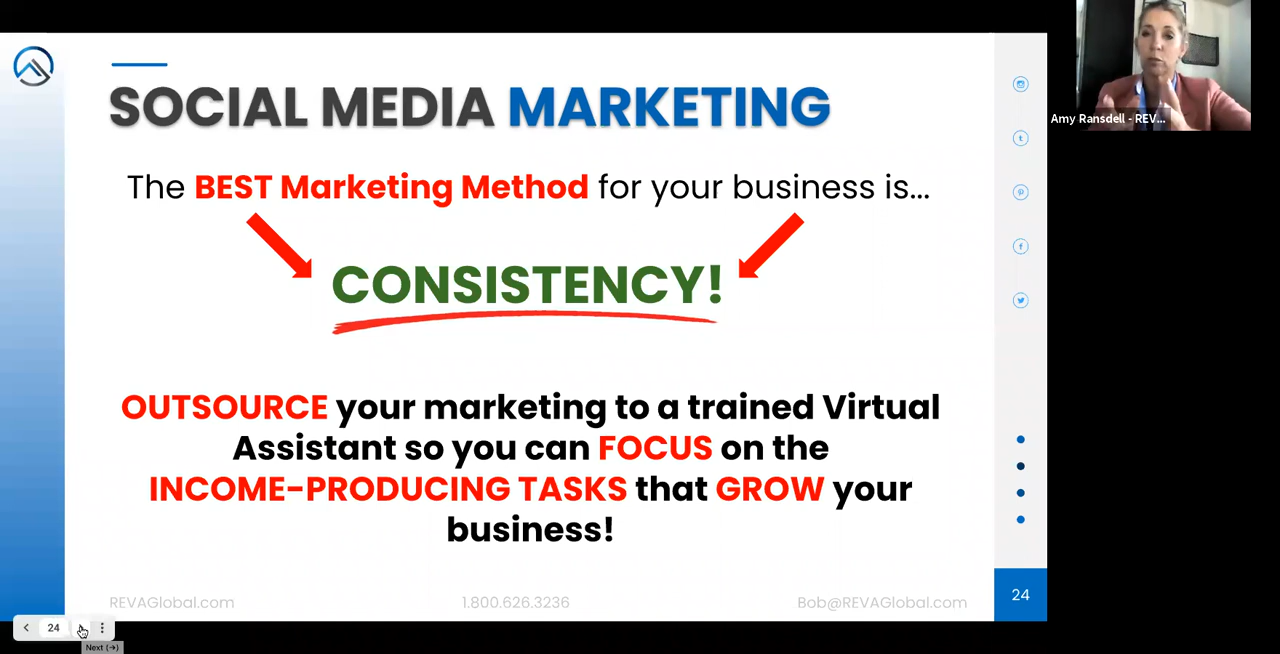 SOCIAL MEDIA MARKETING
The BEST Marketing Method for your business is...
CONSISTENCY!
OUTSOURCE your marketing to a trained Virtual
Assistant so you can FOCUS on the
INCOME-PRODUCING TASKS that GROW your
business!
REVAGlobal.com
1.800.626.3236
Bob@REVAGlobal.com
24
24
Next (→)
Amy Ransdell - REV...